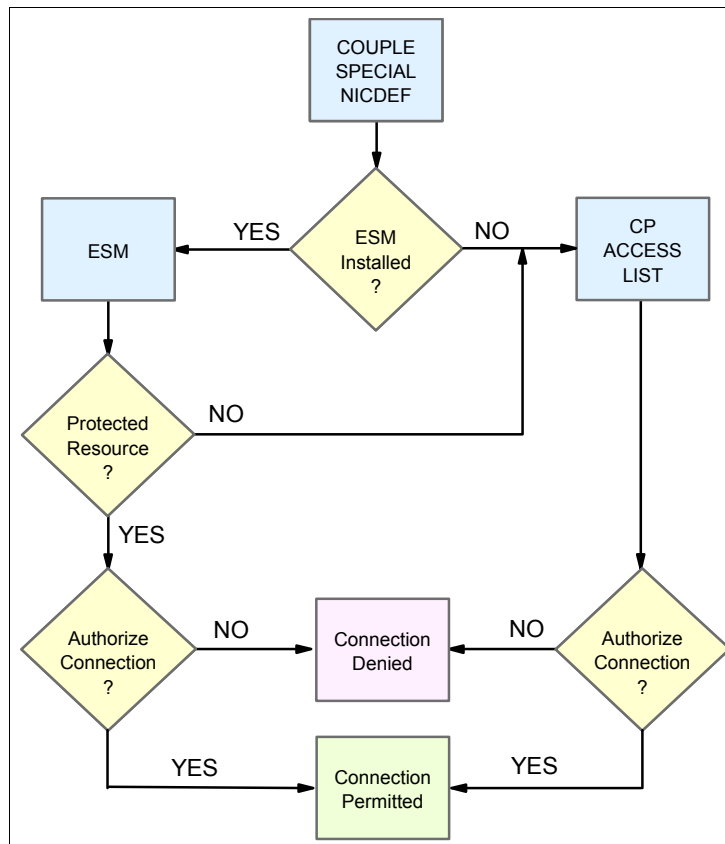 COUPLE
SPECIAL
NICDEF
YES
NO
ESM
ESM
Installed
?
CP
ACCESS
LIST
Protected
Resource
?
NO
YES
Authorize
Connection
?
NO
Connection
Denied
NO
Authorize
Connection
?
YES
Connection
Permitted
YES